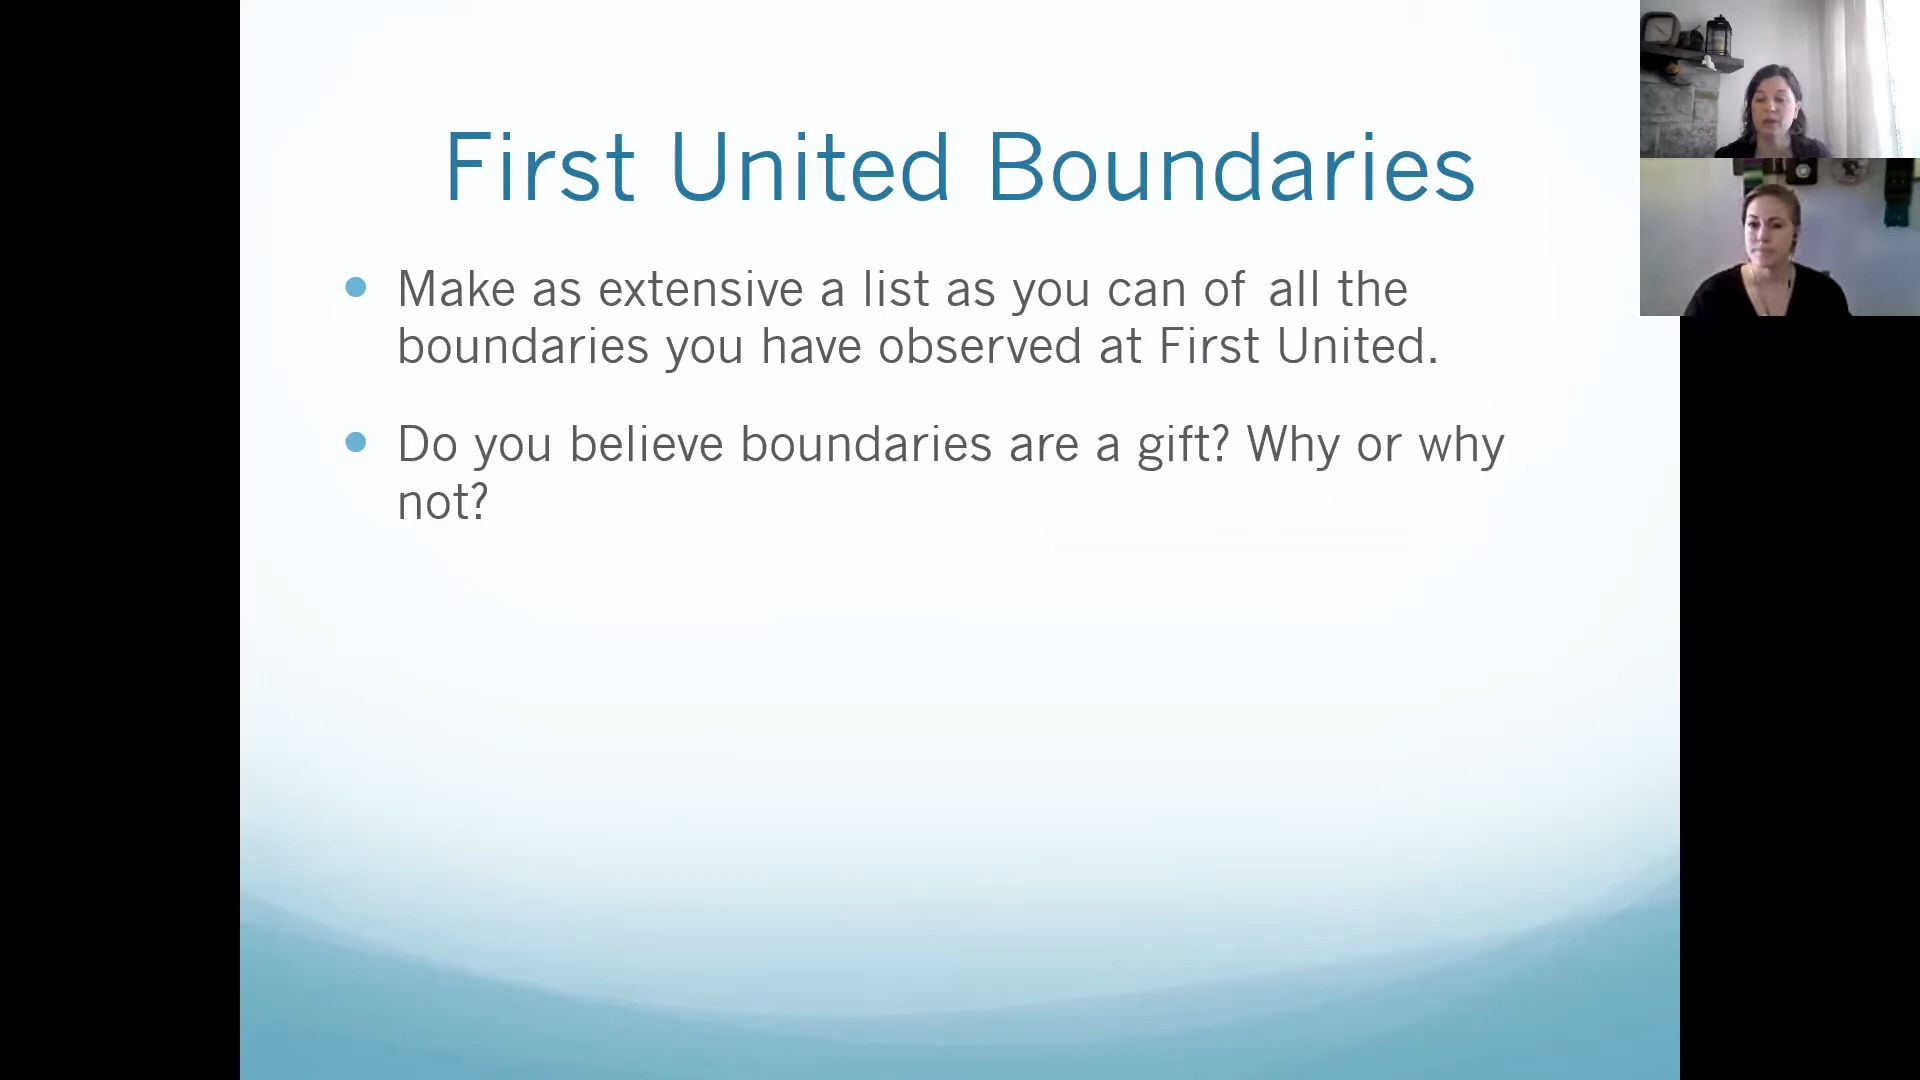 First United Boundaries
Make as extensive a list as you can of all the
boundaries you have observed at First United.
Do you believe boundaries are a gift? Why or why
not?